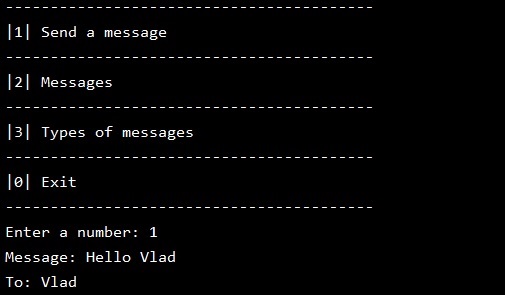 -----------------------------------------
|1| Send a message
-----------------------------------------
|2| Messages
-----------------------------------------
|3| Types of messages
-----------------------------------------
|0| Exit
-----------------------------------------
Enter a number: 1
Message: Hello Vlad
To: Vlad